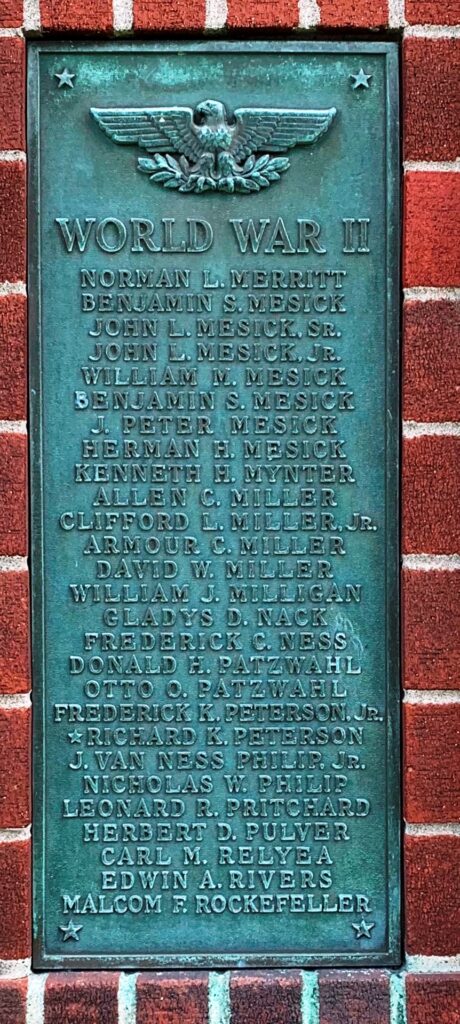 WORLD WAR II
NORMAN L. MERRITT
BENJAMIN S. MESICK
JOHN L. MESICK, SR.
JOHN L. MESICK, JR.
WILLIAM M. MESICK
BENJAMIN S. MESICK
J. PETER MESICK
HERMAN H. MESICK
KENNETH H. MYNTER
ALLEN C. MILLER
CLIFFORD L. MILLER, JR.
ARMOUR C. MILLER
DAVID W. MILLER
WILLIAM J. MILLIGAN
GLADYS D. NACK
FREDERICK C. NESS
DONALD H. PATZWAHL
OTTO O. PATZWAHL
FREDERICK K. PETERSON, JR.
★RICHARD K. PETERSON
J. VAN NESS PHILIP, JR.
NICHOLAS W. PHILIP
LEONARD R. PRITCHARD
HERBERT D. PULVER
CARL M. RELYEA
EDWIN A. RIVERS
MALCOM F. ROCKEFELLER